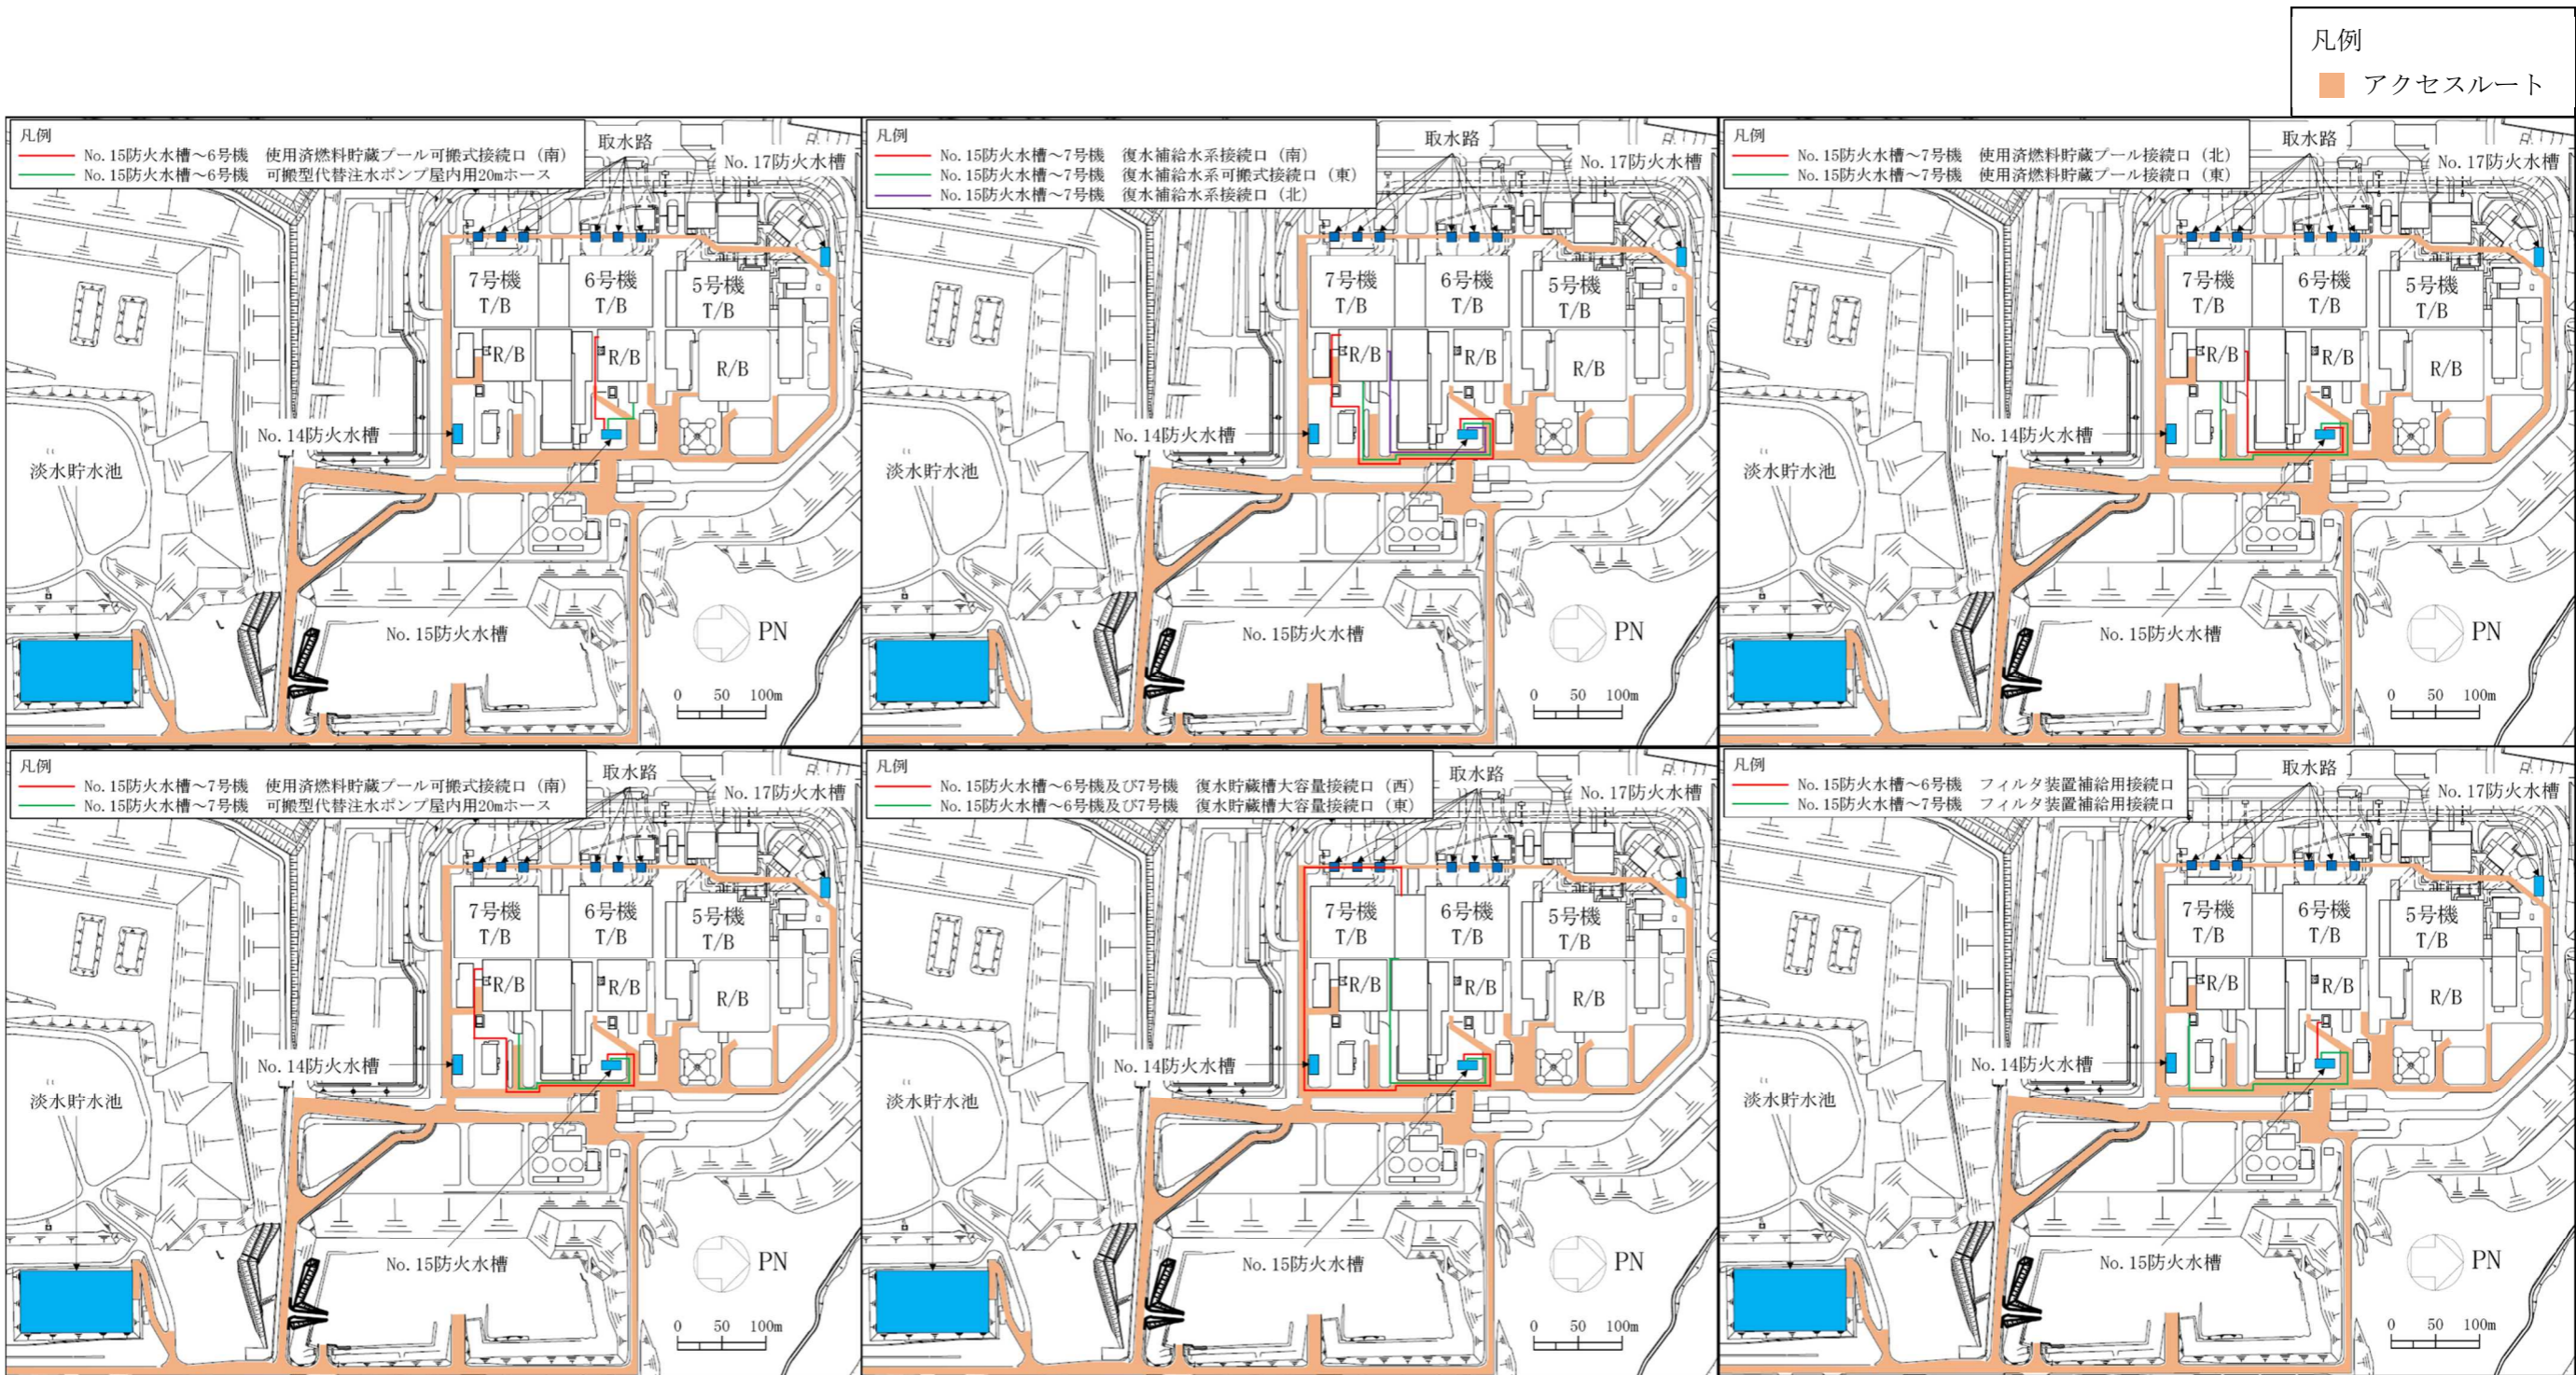 凡例
アクセスルート
凡例
No.15防火水槽～6号機　使用済燃料貯蔵プール可搬式接続口（南）
No.15防火水槽～6号機　可搬型代替注水ポンプ屋内用20mホース
取水路
No.17防火水槽
7号機
T/B
6号機
T/B
5号機
T/B
R/B
R/B
R/B
No.14防火水槽
淡水貯水池
No.15防火水槽
PN
0 50 100m
凡例
No.15防火水槽～7号機　復水補給水系接続口（南）
No.15防火水槽～7号機　復水補給水系可搬式接続口（東）
No.15防火水槽～7号機　復水補給水系接続口（北）
取水路
No.17防火水槽
7号機
T/B
6号機
T/B
5号機
T/B
R/B
R/B
R/B
No.14防火水槽
淡水貯水池
No.15防火水槽
PN
0 50 100m
凡例
No.15防火水槽～7号機　使用済燃料貯蔵プール接続口（北）
No.15防火水槽～7号機　使用済燃料貯蔵プール接続口（東）
取水路
No.17防火水槽
7号機
T/B
6号機
T/B
5号機
T/B
R/B
R/B
R/B
No.14防火水槽
淡水貯水池
No.15防火水槽
PN
0 50 100m
凡例
No.15防火水槽～7号機　使用済燃料貯蔵プール可搬式接続口（南）
No.15防火水槽～7号機　可搬型代替注水ポンプ屋内用20mホース
取水路
No.17防火水槽
7号機
T/B
6号機
T/B
5号機
T/B
R/B
R/B
R/B
No.14防火水槽
淡水貯水池
No.15防火水槽
PN
0 50 100m
凡例
No.15防火水槽～6号機及び7号機　復水貯蔵槽大容量接続口（西）
No.15防火水槽～6号機及び7号機　復水貯蔵槽大容量接続口（東）
取水路
No.17防火水槽
7号機
T/B
6号機
T/B
5号機
T/B
R/B
R/B
R/B
No.14防火水槽
淡水貯水池
No.15防火水槽
PN
0 50 100m
凡例
No.15防火水槽～6号機　フィルタ装置補給用接続口
No.15防火水槽～7号機　フィルタ装置補給用接続口
取水路
No.17防火水槽
7号機
T/B
6号機
T/B
5号機
T/B
R/B
R/B
R/B
No.14防火水槽
淡水貯水池
No.15防火水槽
PN
0 50 100m